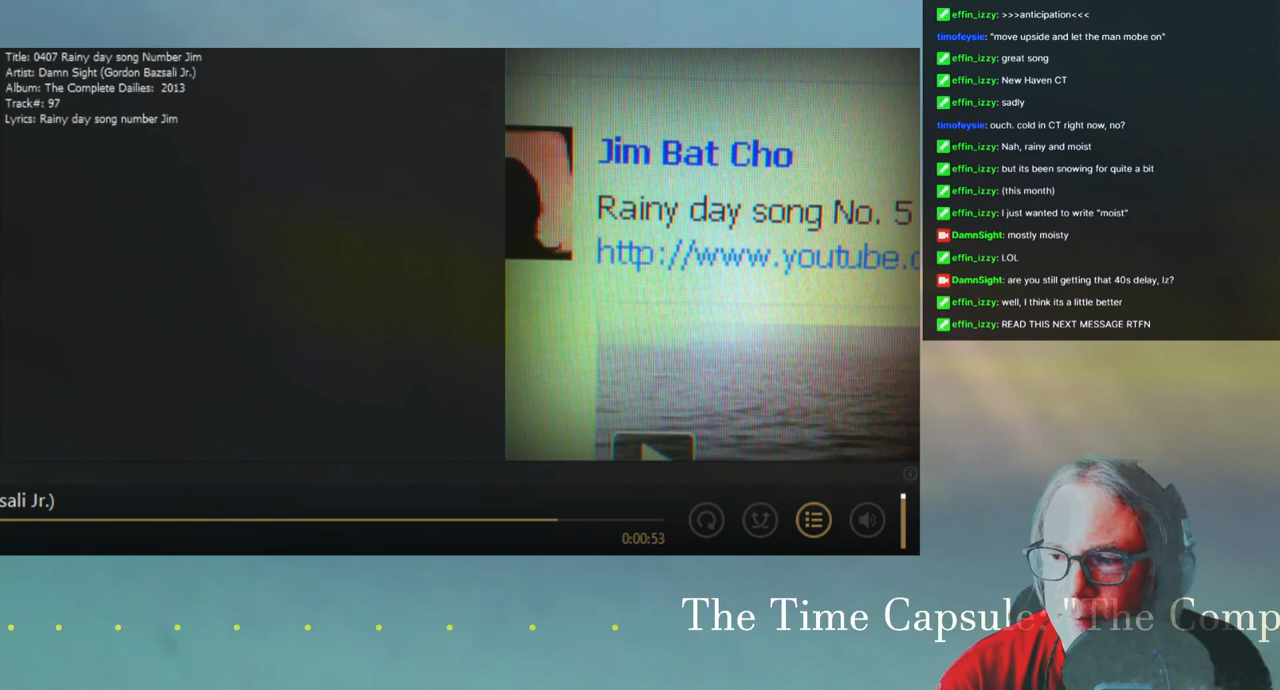 Title: 0407 Rainy day song Number Jim
Artist: Damn Sight (Gordon Bazsali Jr.)
Album: The Complete Dailies:  2013
Track#: 97
Lyrics: Rainy day song number Jim
Jim Bat Cho
Rainy day song No. 5
http://www.youtube.c
sali Jr.)
0:00:53
effin_izzy: >>>anticipation<<<
timofeysie: "move upside and let the man mobe on"
effin_izzy: great song
effin_izzy: New Haven CT
effin_izzy: sadly
timofeysie: ouch. cold in CT right now, no?
effin_izzy: Nah, rainy and moist
effin_izzy: but its been snowing for quite a bit
effin_izzy: (this month)
effin_izzy: I just wanted to write "moist"
DamnSight: mostly moisty
effin_izzy: LOL
DamnSight: are you still getting that 40s delay, Iz?
effin_izzy: well, I think its a little better
effin_izzy: READ THIS NEXT MESSAGE RTFN
The Time Capsule: "The Comp